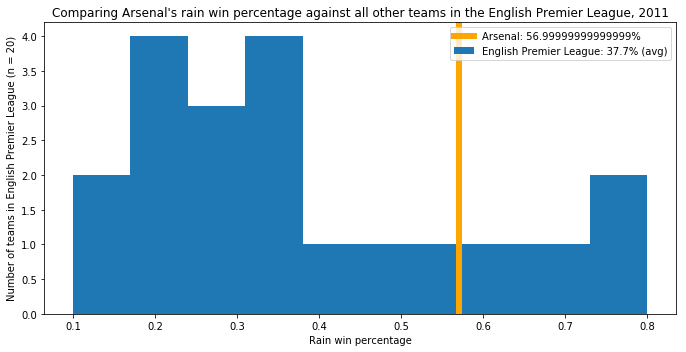 Comparing Arsenal's rain win percentage against all other teams in the English Premier League, 2011
Arsenal: 56.99999999999999%
English Premier League: 37.7% (avg)
Number of teams in English Premier League (n = 20)
4.0
3.5
3.0
2.5
2.0
1.5
1.0
0.5
0.0
0.1 0.2 0.3 0.4 0.5 0.6 0.7 0.8
Rain win percentage